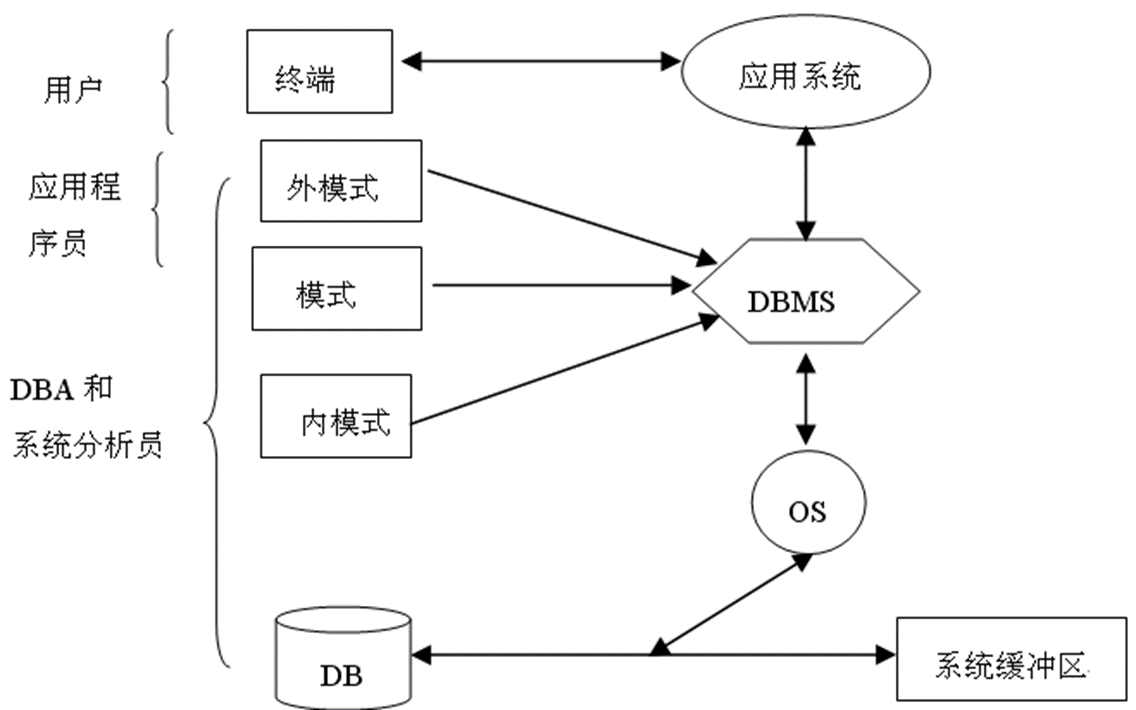 用户
终端
应用系统
应用程
序员
外模式
模式
DBMS
DBA 和
系统分析员
内模式
OS
DB
系统缓冲区